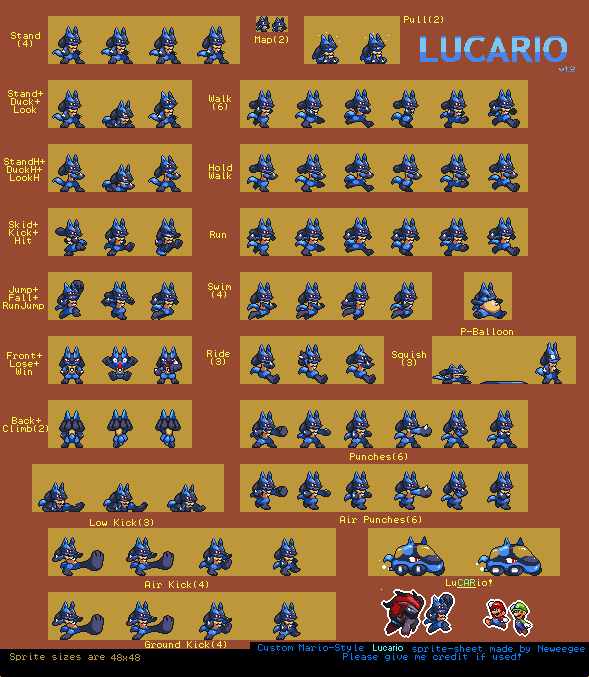 Stand
(4)
Map(2)
Pull(2)
LUCARIO
v1.2
Stand+
Duck+
Look
Walk
(6)
StandH+
DuckH+
LookH
Hold
Walk
Skid+
Kick+
Hit
Run
Jump+
Fall+
RunJump
Swim
(4)
P-Balloon
Front+
Lose+
Win
Ride
(3)
Squish
(3)
Back+
Climb(2)
Punches(6)
Low Kick(3)
Air Punches(6)
Air Kick(4)
LuCARio!
Ground Kick(4)
Custom Mario-Style Lucario sprite-sheet made by Neweegee
Sprite sizes are 48x48
Please give me credit if used!